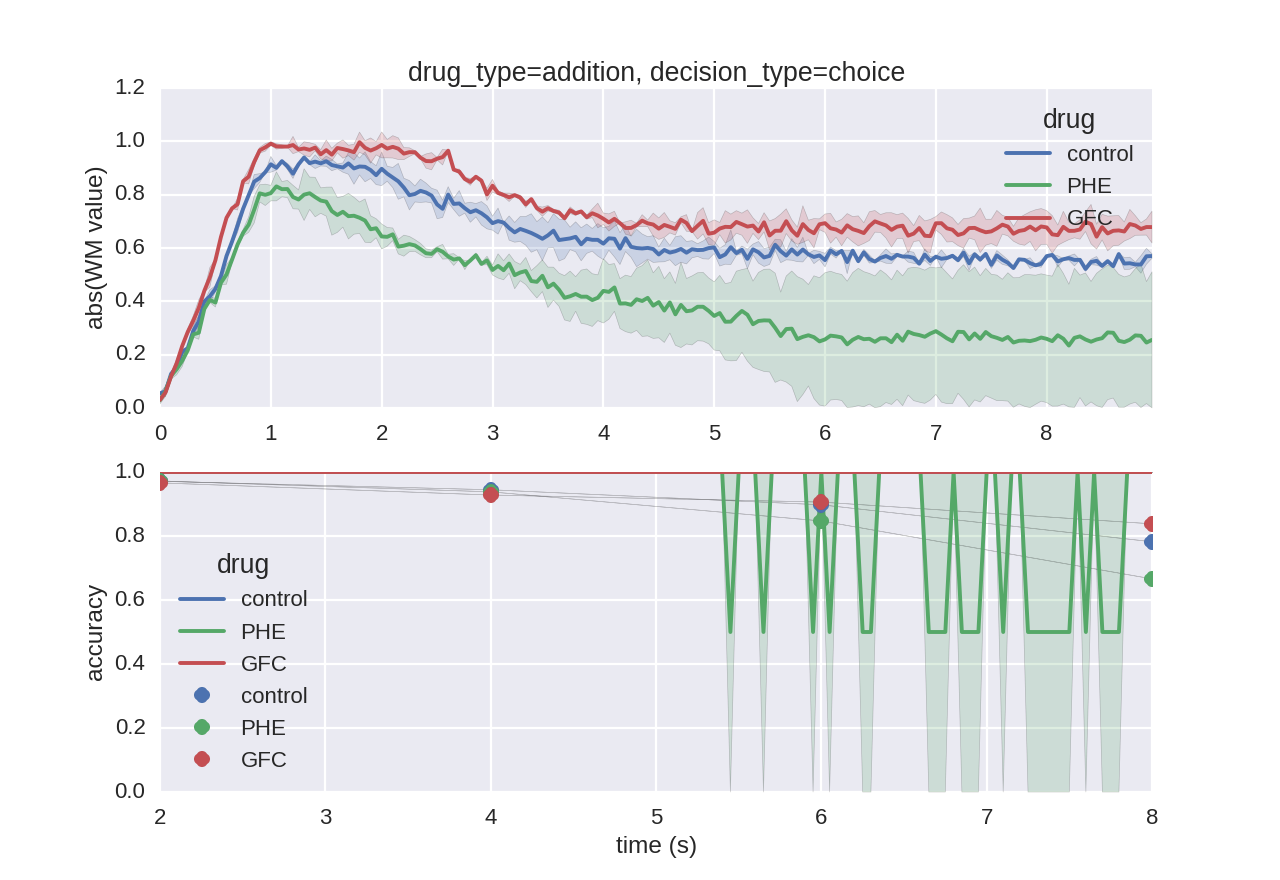 drug_type=addition, decision_type=choice
abs(WM value)
1.2
1.0
0.8
0.6
0.4
0.2
0.0
drug
control
PHE
GFC
0 1 2 3 4 5 6 7 8
accuracy
1.0
0.8
0.6
0.4
0.2
0.0
drug
control
PHE
GFC
control
PHE
GFC
2 3 4 5 6 7 8
time (s)